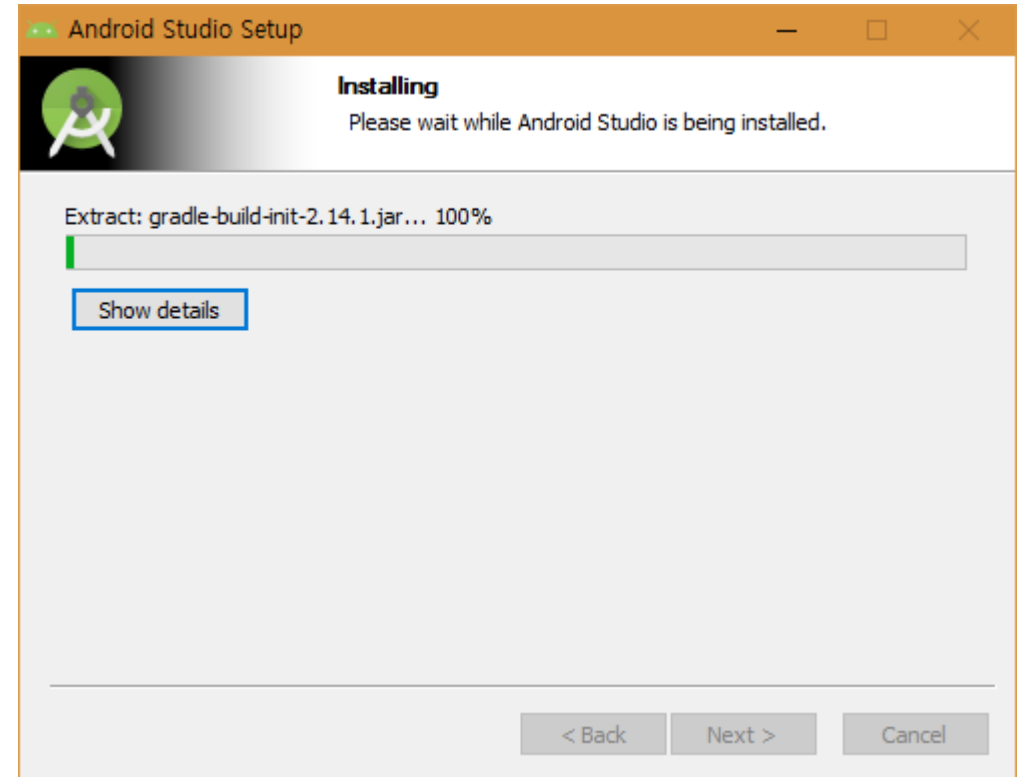 Android Studio Setup
Installing
Please wait while Android Studio is being installed.
Extract: gradle-build-init-2.14.1.jar... 100%
Show details
< Back
Next >
Cancel